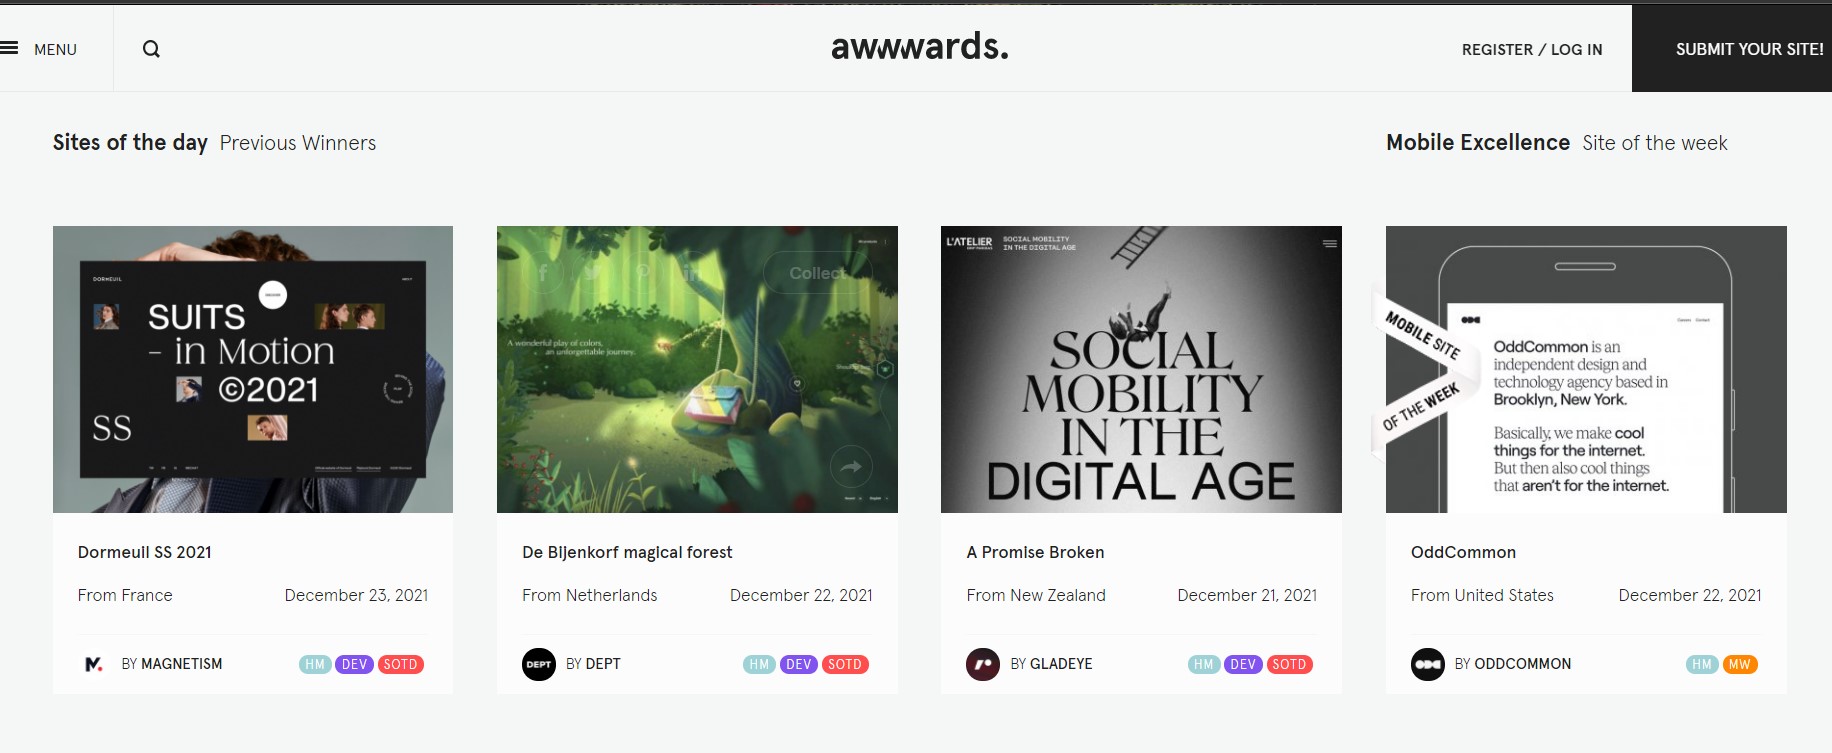 MENU
awwwards.
REGISTER / LOG IN
SUBMIT YOUR SITE!
Sites of the day Previous Winners
Mobile Excellence Site of the week
DORMEUIL
SUITS
– in Motion
©2021
SS
Collect
A wonderful play of colors,
an unforgettable journey.
L'ATELIER
SOCIAL MOBILITY
IN THE DIGITAL AGE
SOCIAL
MOBILITY
IN THE
DIGITAL AGE
MOBILE SITE
OF THE WEEK
Careers Contact
OddCommon is an
independent design and
technology agency based in
Brooklyn, New York.
Basically, we make cool
things for the internet.
But then also cool things
that aren't for the internet.
Dormeuil SS 2021
From France
December 23, 2021
BY MAGNETISM
HM DEV SOTD
De Bijenkorf magical forest
From Netherlands
December 22, 2021
DEPT
BY DEPT
HM DEV SOTD
A Promise Broken
From New Zealand
December 21, 2021
BY GLADEYE
HM DEV SOTD
OddCommon
From United States
December 22, 2021
BY ODDCOMMON
HM MW